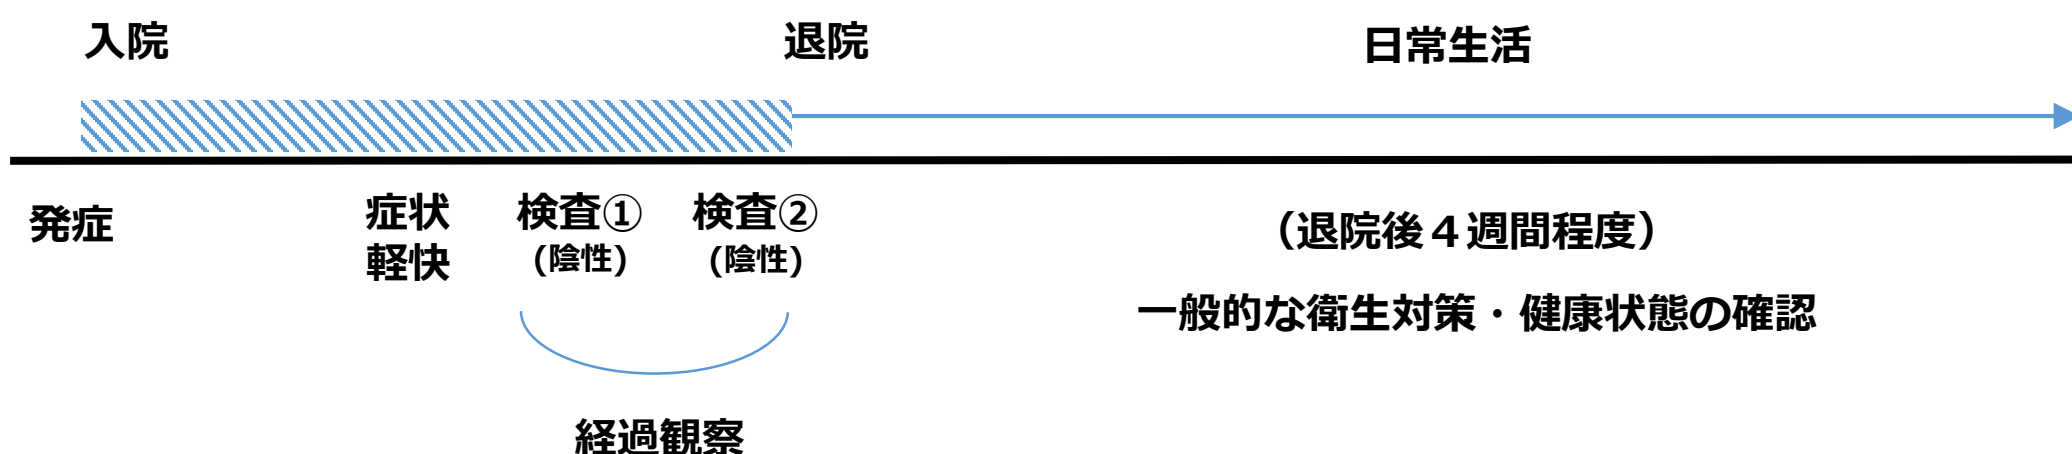 入院
退院
日常生活
発症
症状
軽快
検査①
(陰性)
検査②
(陰性)
（退院後４週間程度）
一般的な衛生対策・健康状態の確認
経過観察